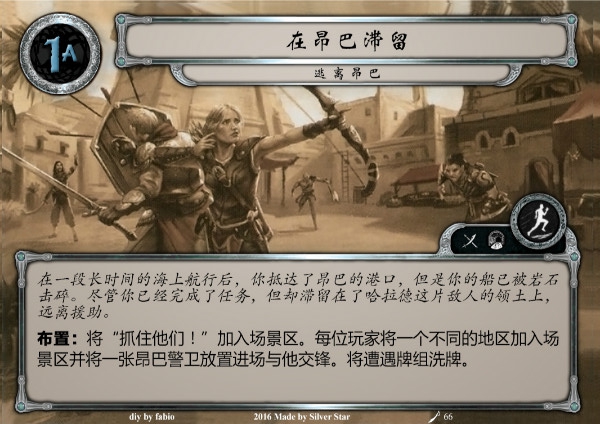 1A
在昂巴滞留
逃离昂巴
在一段长时间的海上航行后，你抵达了昂巴的港口，但是你的船已被岩石
击碎。尽管你已经完成了任务，但却滞留在了哈拉德这片敌人的领土上，
远离援助。
布置：将“抓住他们！”加入场景区。每位玩家将一个不同的地区加入场
景区并将一张昂巴警卫放置进场与他交锋。将遭遇牌组洗牌。
diy by fabio 2016 Made by Silver Star 66